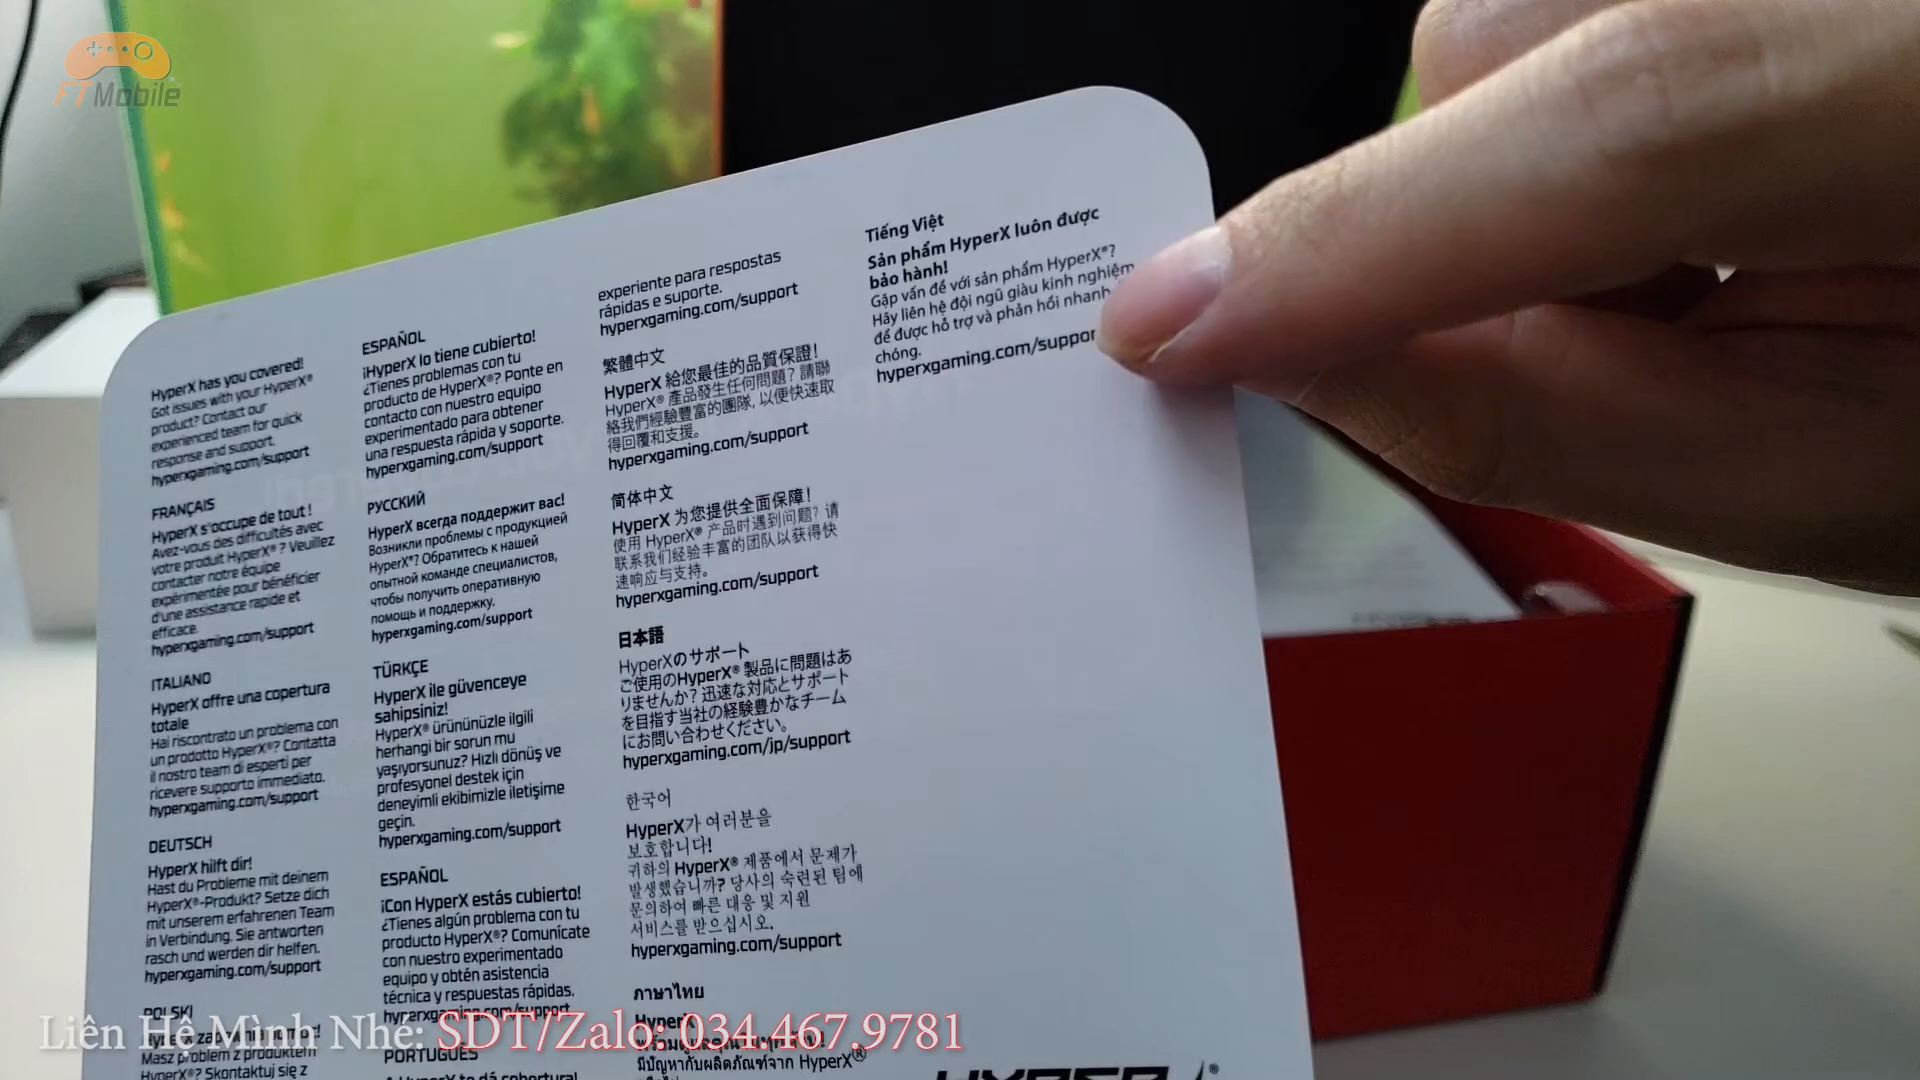 FTMobile
HyperX has you covered!
Got issues with your HyperX®
product? Contact our
experienced team for quick
response and support.
hyperxgaming.com/support
FRANÇAIS
HyperX s'occupe de tout !
Avez-vous des difficultés avec
votre produit HyperX® ? Veuillez
contacter notre équipe
expérimentée pour bénéficier
d'une assistance rapide et
efficace.
hyperxgaming.com/support
ITALIANO
HyperX offre una copertura
totale
Hai riscontrato un problema con
un prodotto HyperX®? Contatta
il nostro team di esperti per
ricevere supporto immediato.
hyperxgaming.com/support
DEUTSCH
HyperX hilft dir!
Hast du Probleme mit deinem
HyperX®-Produkt? Setze dich
mit unserem erfahrenen Team
in Verbindung. Sie antworten
rasch und werden dir helfen.
hyperxgaming.com/support
POLSKI
HyperX
Masz problem z produktem
HyperX®? Skontaktuj się z
ESPAÑOL
¡HyperX lo tiene cubierto!
¿Tienes problemas con tu
producto de HyperX®? Ponte en
contacto con nuestro equipo
experimentado para obtener
una respuesta rápida y soporte.
hyperxgaming.com/support
РУССКИЙ
HyperX всегда поддержит вас!
Возникли проблемы с продукцией
HyperX®? Обратитесь к нашей
опытной команде специалистов,
чтобы получить оперативную
помощь и поддержку.
hyperxgaming.com/support
TÜRKÇE
HyperX ile güvenceye
sahipsiniz!
HyperX® ürününüzle ilgili
herhangi bir sorun mu
yaşıyorsunuz? Hızlı dönüş ve
profesyonel destek için
deneyimli ekibimizle iletişime
geçin.
hyperxgaming.com/support
ESPAÑOL
¡Con HyperX estás cubierto!
¿Tienes algún problema con tu
producto HyperX®? Comunícate
con nuestro experimentado
equipo y obtén asistencia
técnica y respuestas rápidas.
hyperxgaming.com/support
PORTUGUÊS
A HyperX te dá cobertura!
experiente para respostas
rápidas e suporte.
hyperxgaming.com/support
繁體中文
HyperX 給您最佳的品質保證！
HyperX® 產品發生任何問題？請聯
絡我們經驗豐富的團隊, 以便快速取
得回覆和支援。
hyperxgaming.com/support
简体中文
HyperX 为您提供全面保障！
使用 HyperX® 产品时遇到问题？请
联系我们经验丰富的团队以获得快
速响应与支持。
hyperxgaming.com/support
日本語
HyperXのサポート
ご使用のHyperX® 製品に問題はあ
りませんか？迅速な対応とサポート
を目指す当社の経験豊かなチーム
にお問い合わせください。
hyperxgaming.com/jp/support
한국어
HyperX가 여러분을
보호합니다!
귀하의 HyperX® 제품에서 문제가
발생했습니까? 당사의 숙련된 팀에
문의하여 빠른 대응 및 지원
서비스를 받으십시오.
hyperxgaming.com/support
ภาษาไทย
HyperX
มีปัญหากับผลิตภัณฑ์จาก HyperX®
Tiếng Việt
Sản phẩm HyperX luôn được
bảo hành!
Gặp vấn đề với sản phẩm HyperX®?
Hãy liên hệ đội ngũ giàu kinh nghiệm
để được hỗ trợ và phản hồi nhanh
chóng.
hyperxgaming.com/suppor
HYPER
Liên Hệ Mình Nhé: SDT/Zalo: 034.467.9781